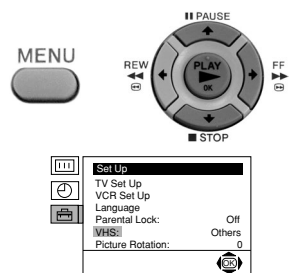 PAUSE
MENU
REW
PLAY
OK
FF
STOP
Set Up
TV Set Up
VCR Set Up
Language
Parental Lock: Off
VHS: Others
Picture Rotation: 0
OK